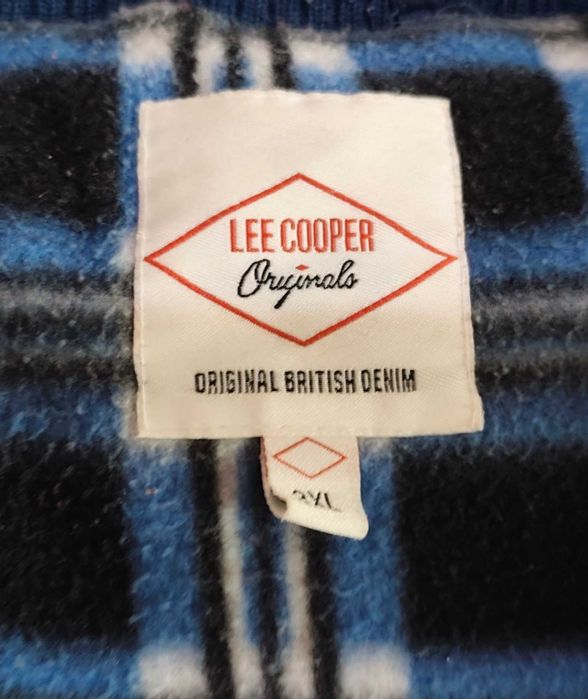 LEE COOPER
Originals
ORIGINAL BRITISH DENIM